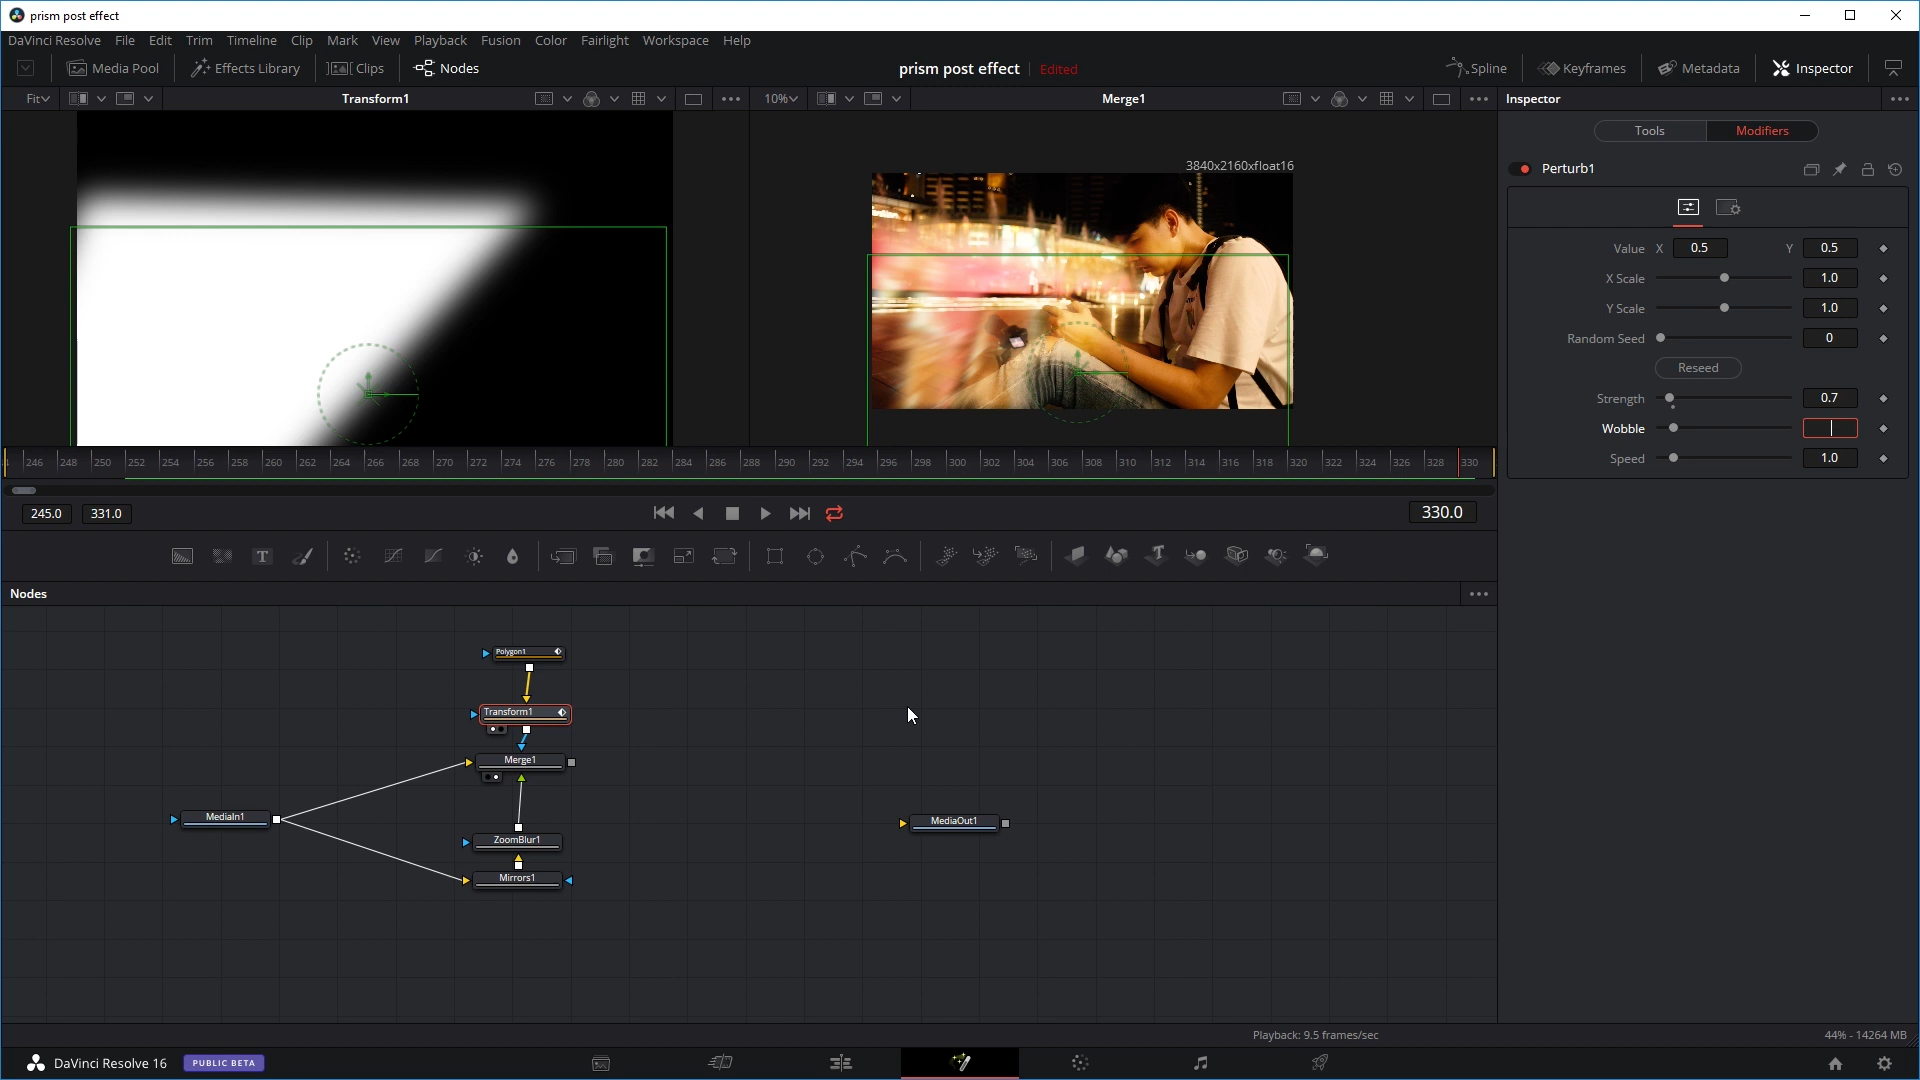 prism post effect
DaVinci Resolve File Edit Trim Timeline Clip Mark View Playback Fusion Color Fairlight Workspace Help
Media Pool Effects Library Clips Nodes prism post effect Edited Spline Keyframes Metadata Inspector
Fit Transform1 10% Merge1 Inspector
Tools Modifiers
3840x2160xfloat16
Perturb1
Value X 0.5 Y 0.5
X Scale 1.0
Y Scale 1.0
Random Seed 0
Reseed
Strength 0.7
Wobble
Speed 1.0
246 248 250 252 254 256 258 260 262 264 266 268 270 272 274 276 278 280 282 284 286 288 290 292 294 296 298 300 302 304 306 308 310 312 314 316 318 320 322 324 326 328 330
245.0 331.0 330.0
T
Nodes
Polygon1
Transform1
Merge1
MediaIn1
MediaOut1
ZoomBlur1
Mirrors1
Playback: 9.5 frames/sec 44% - 14264 MB
DaVinci Resolve 16 PUBLIC BETA